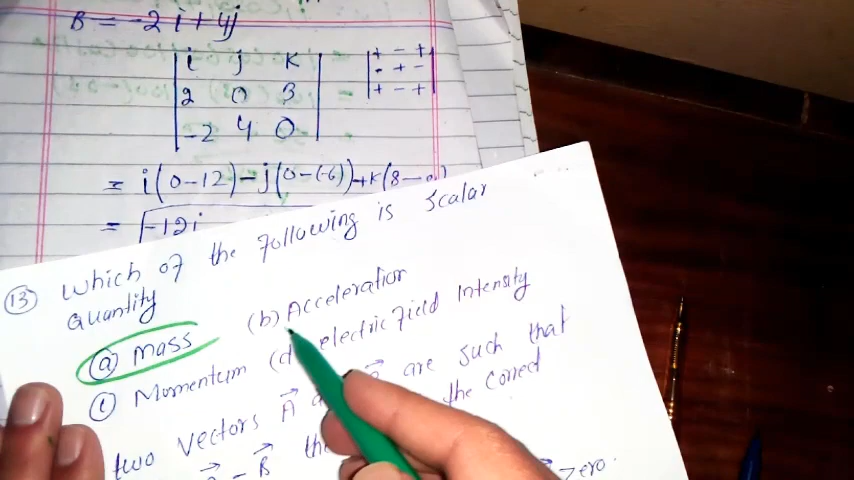 B = -2i + 4j
i j K
2 0 3
-2 4 0
+ - +
- + -
+ - +
= i(0-12) - j(0-(-6)) + K(8-
= √-12i
(13) which of the following is scalar
Quantity
(a) Mass (b) Acceleration
(c) Momentum (d) electric field Intensity
two vectors A⃗ are such that
- B⃗ the correct
zero.